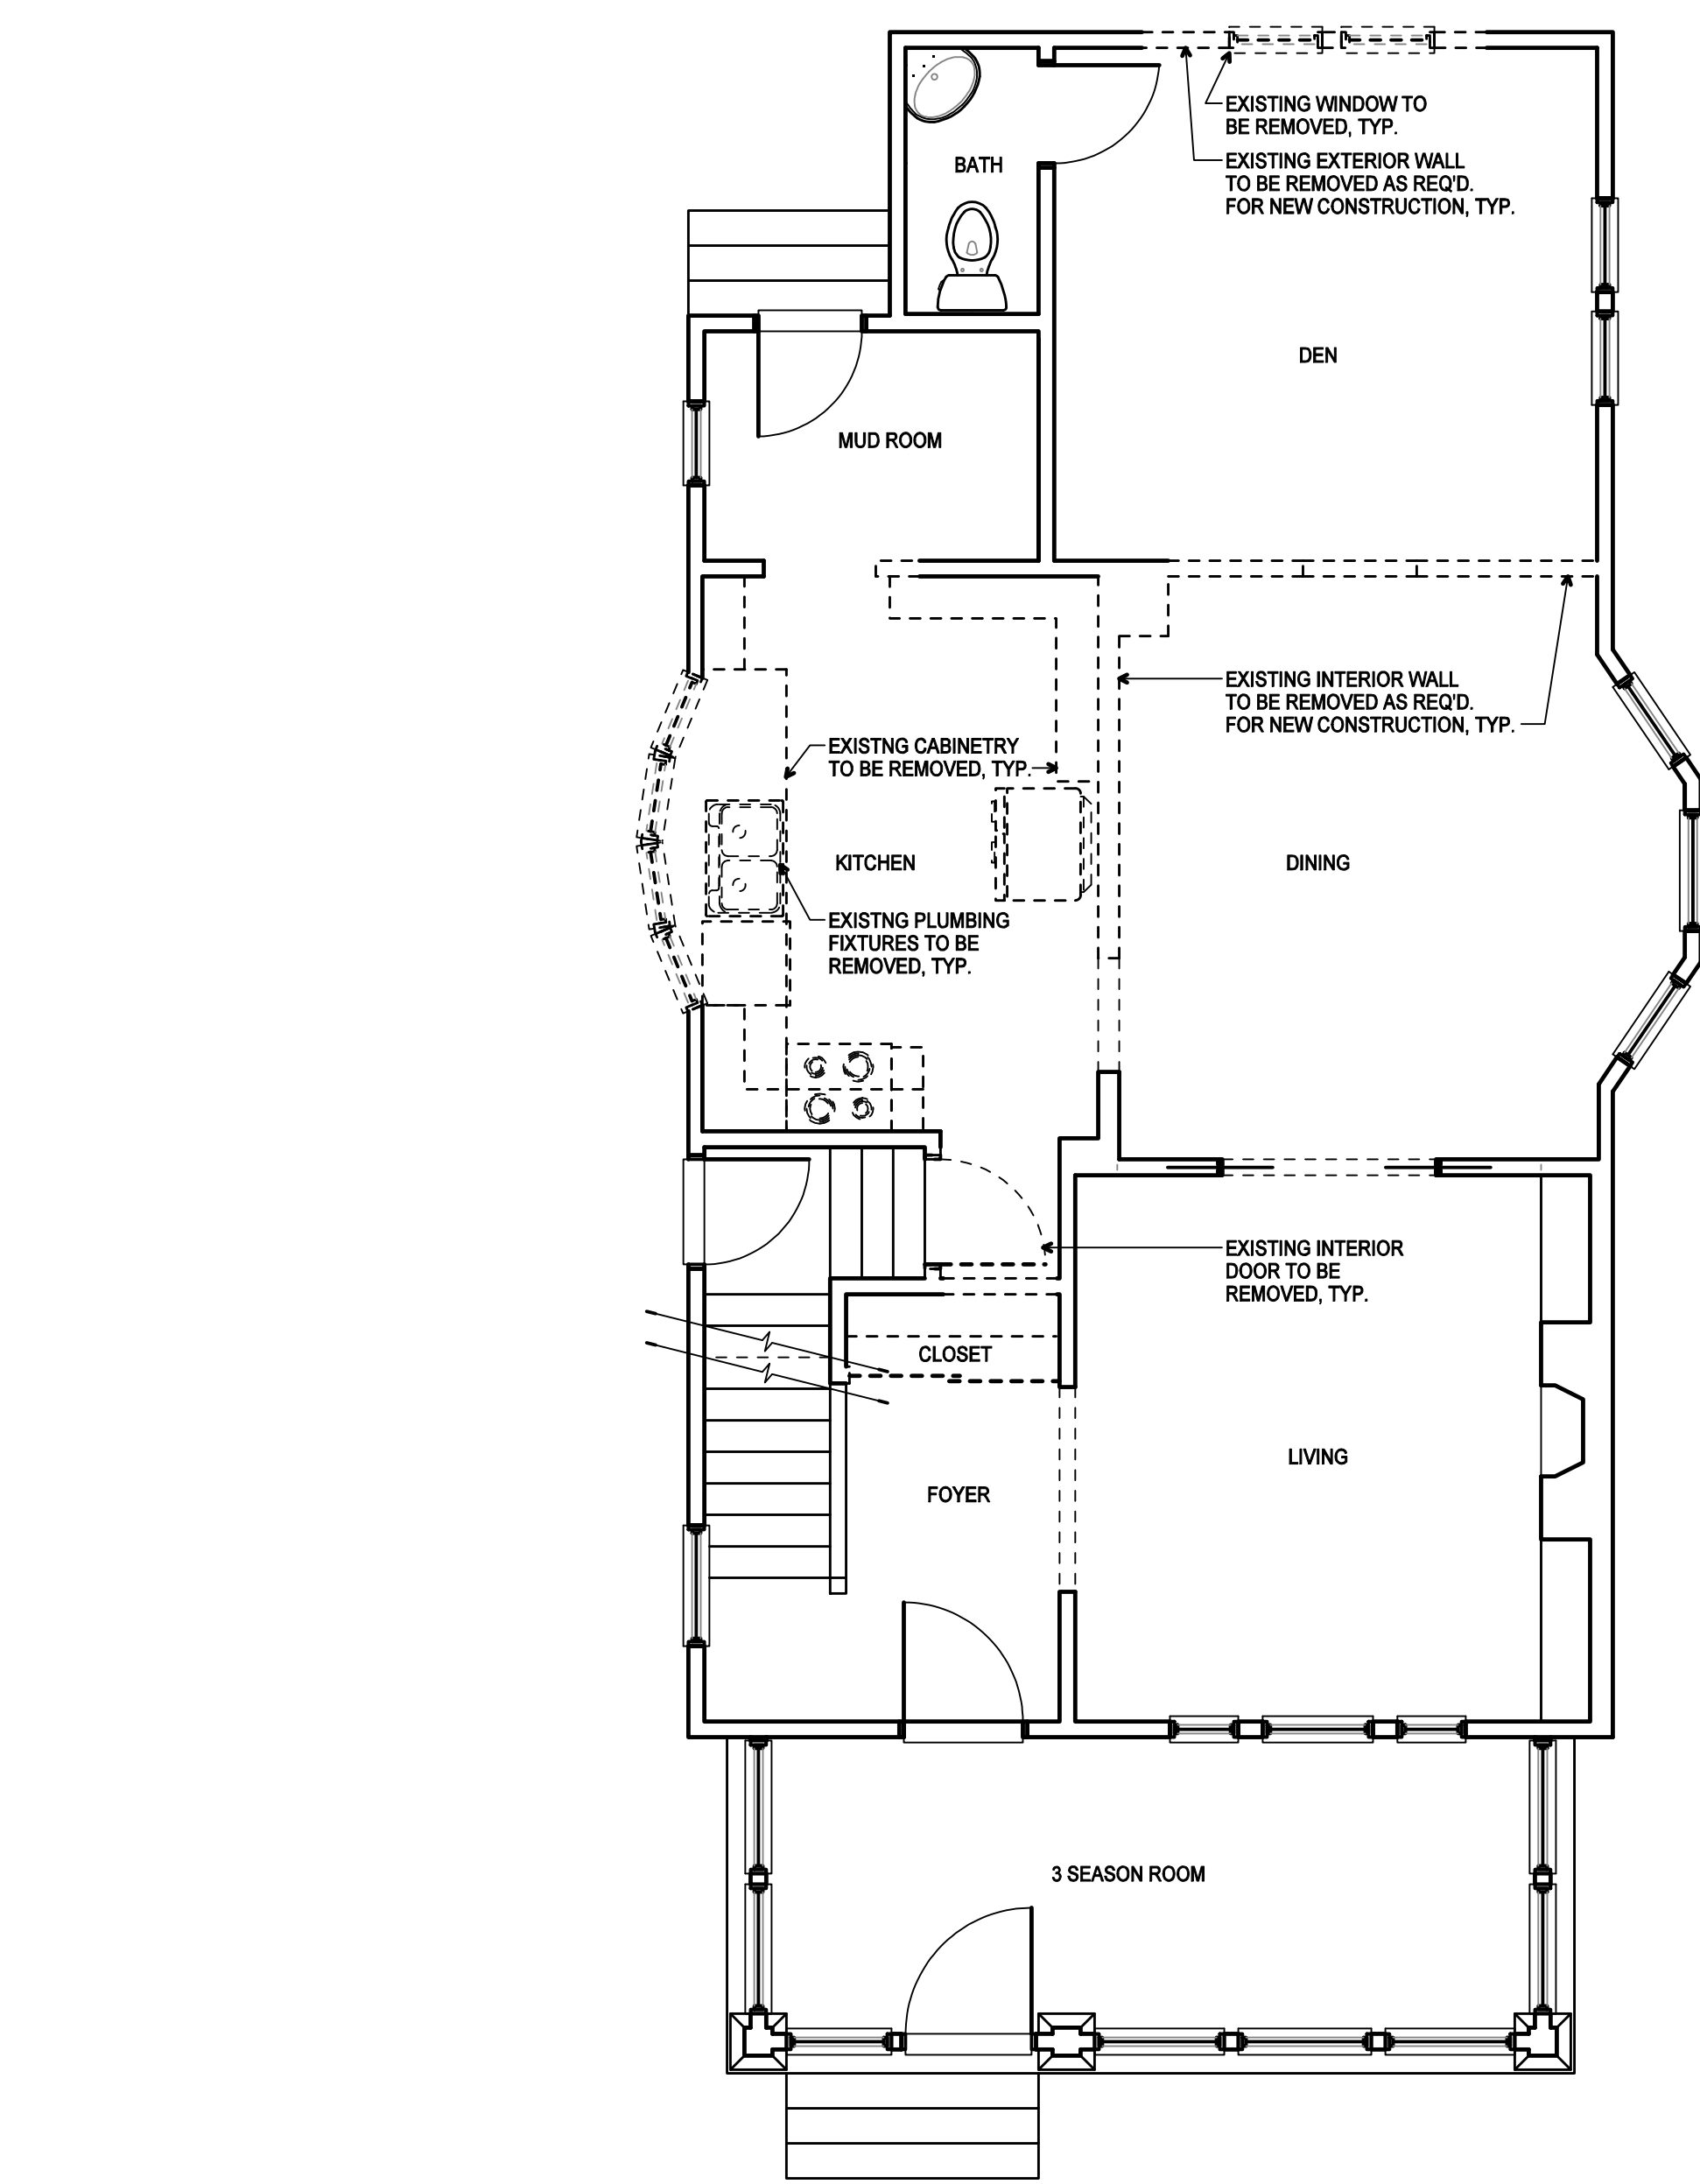 EXISTING WINDOW TO
BE REMOVED, TYP.
EXISTING EXTERIOR WALL
TO BE REMOVED AS REQ'D.
FOR NEW CONSTRUCTION, TYP.
BATH
DEN
MUD ROOM
EXISTING INTERIOR WALL
TO BE REMOVED AS REQ'D.
FOR NEW CONSTRUCTION, TYP.
EXISTNG CABINETRY
TO BE REMOVED, TYP.
KITCHEN
DINING
EXISTNG PLUMBING
FIXTURES TO BE
REMOVED, TYP.
EXISTING INTERIOR
DOOR TO BE
REMOVED, TYP.
CLOSET
LIVING
FOYER
3 SEASON ROOM